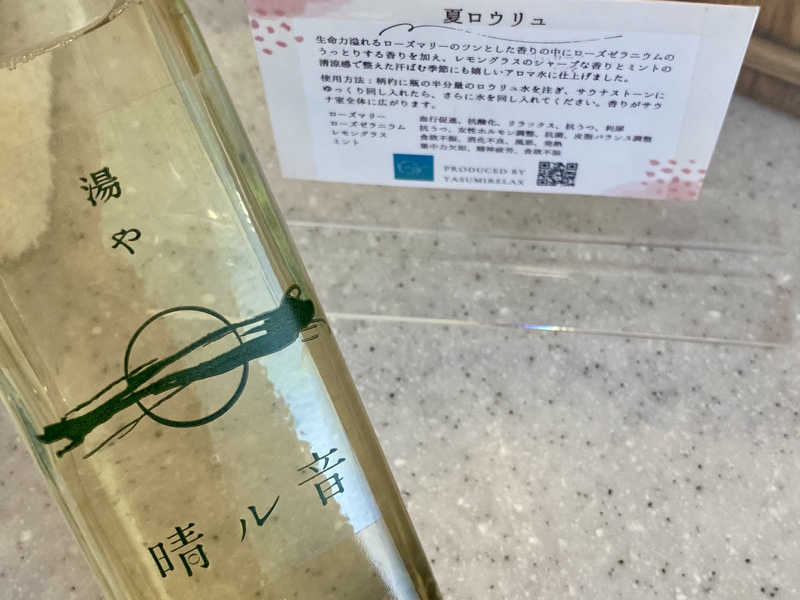 夏ロウリュ
生命力溢れるローズマリーのツンとした香りの中にローズゼラニウムの
うっとりする香りを加え、レモングラスのシャープな香りとミントの
清涼感で整えた汗ばむ季節にも嬉しいアロマ水に仕上げました。
使用方法：柄杓に瓶の半分量のロウリュ水を注ぎ、サウナストーンに
ゆっくり回し入れたら、さらに水を回し入れてください。香りがサウ
ナ室全体に広がります。
ローズマリー 血行促進、抗酸化、リラックス、抗うつ、利尿
ローズゼラニウム 抗うつ、女性ホルモン調整、抗菌、皮脂バランス調整
レモングラス 食欲不振、消化不良、風邪、発熱
ミント 集中力欠如、精神疲労、食欲不振
PRODUCED BY
YASUMIRELAX
湯や
晴ル音